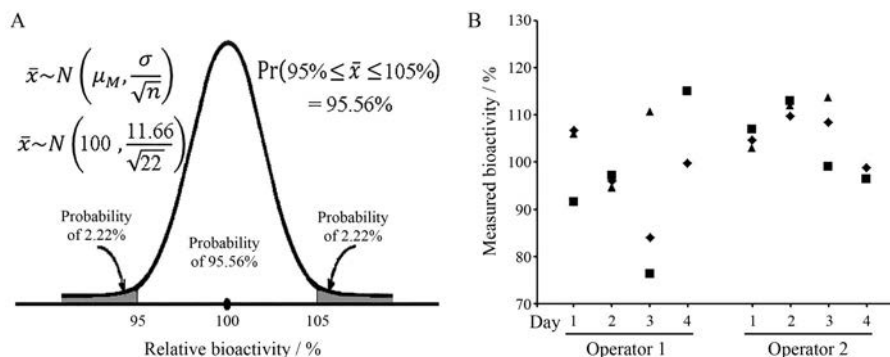 A
x̄~N(μ_M, σ/√n)
x̄~N(100, 11.66/√22)
Pr(95%≤ x̄ ≤105%)
= 95.56%
Probability
of 2.22%
Probability
of 95.56%
Probability
of 2.22%
95 100 105
Relative bioactivity / %
B
Measured bioactivity / %
130
120
110
100
90
80
70
Day 1 2 3 4 1 2 3 4
Operator 1 Operator 2